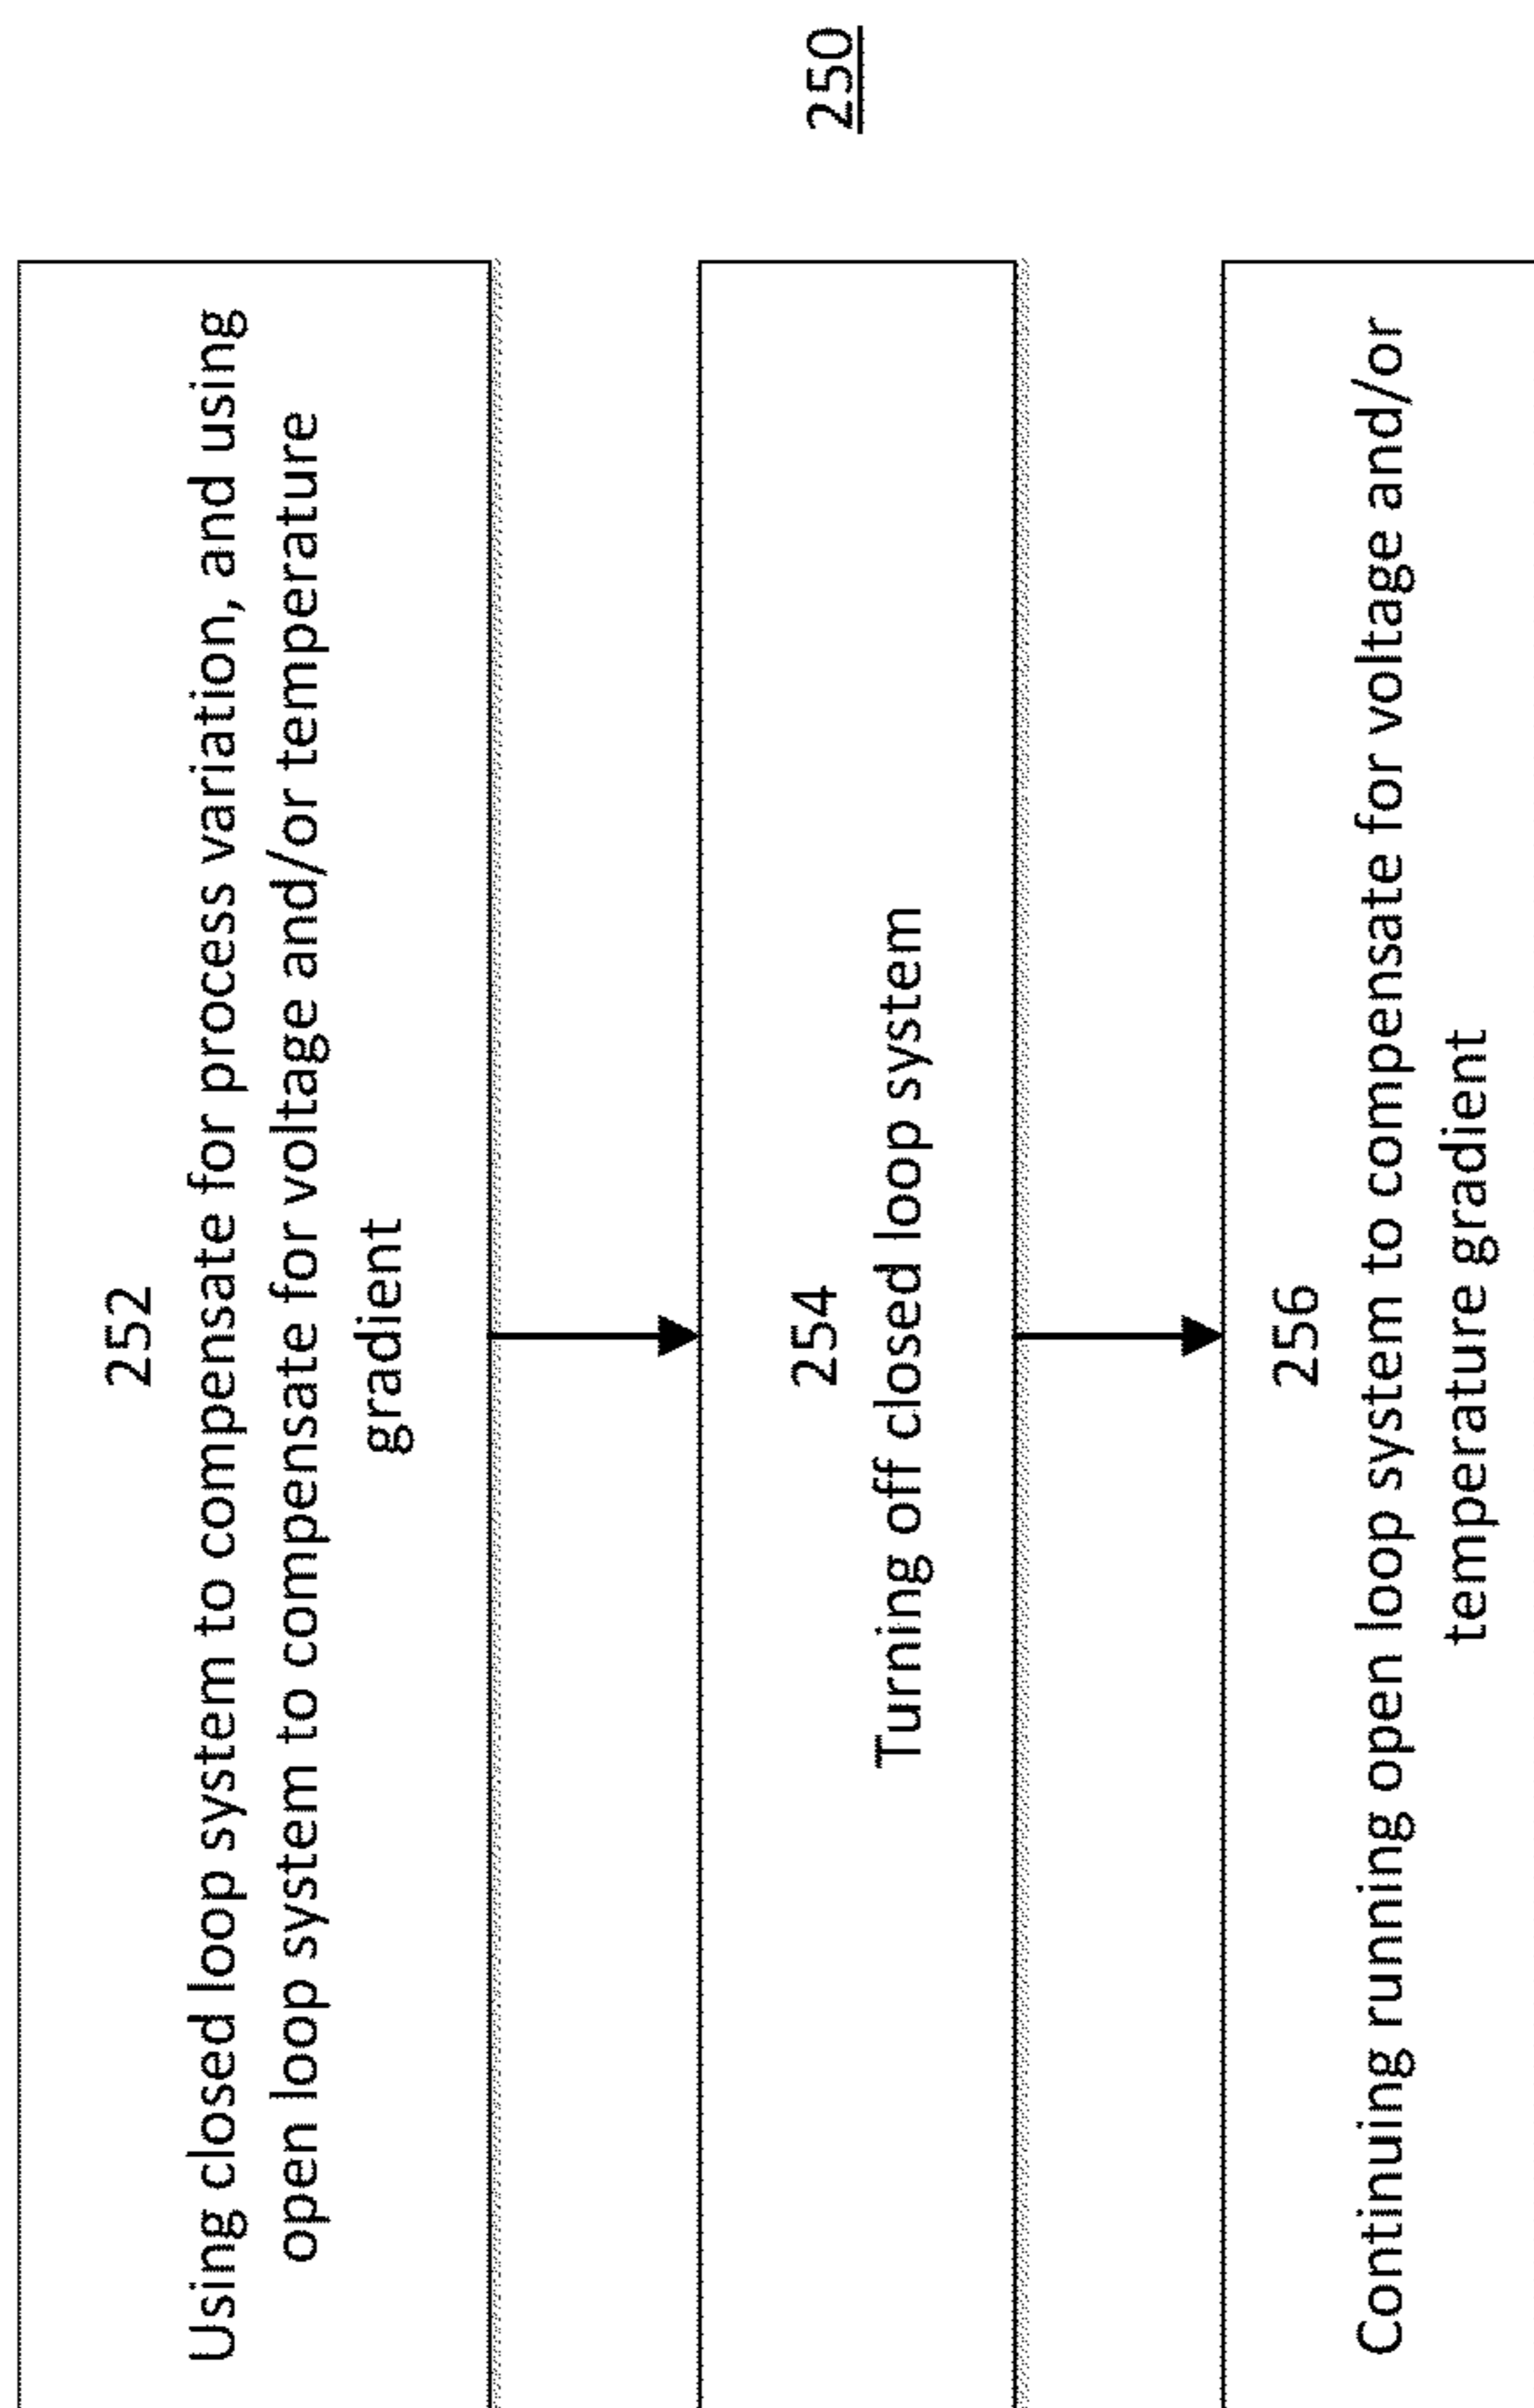 250
252
Using closed loop system to compensate for process variation, and using
open loop system to compensate for voltage and/or temperature
gradient
254
Turning off closed loop system
256
Continuing running open loop system to compensate for voltage and/or
temperature gradient